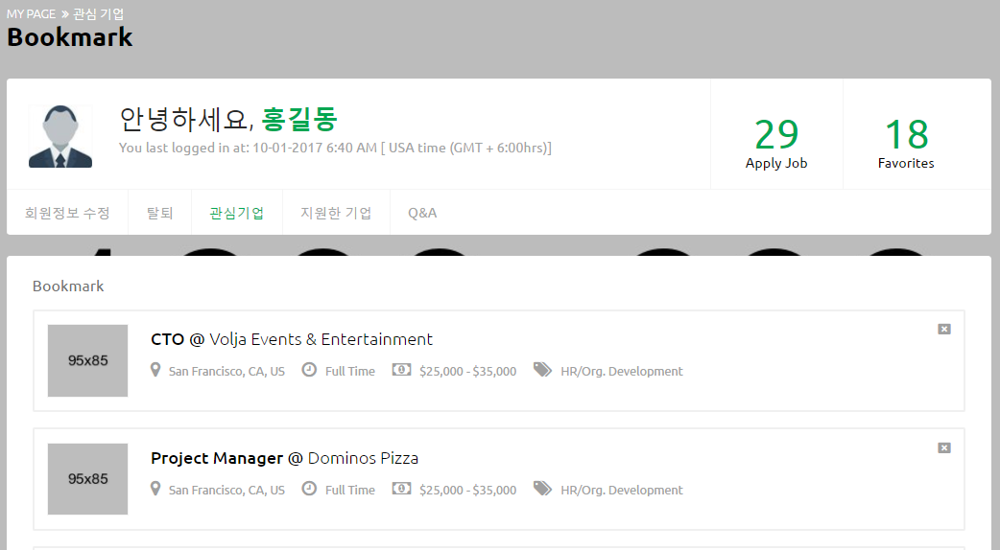 MY PAGE » 관심 기업
Bookmark
안녕하세요, 홍길동
You last logged in at: 10-01-2017 6:40 AM [ USA time (GMT + 6:00hrs)]
29
Apply Job
18
Favorites
회원정보 수정 탈퇴 관심기업 지원한 기업 Q&A
Bookmark
95x85
CTO @ Volja Events & Entertainment
San Francisco, CA, US Full Time $25,000 - $35,000 HR/Org. Development
95x85
Project Manager @ Dominos Pizza
San Francisco, CA, US Full Time $25,000 - $35,000 HR/Org. Development